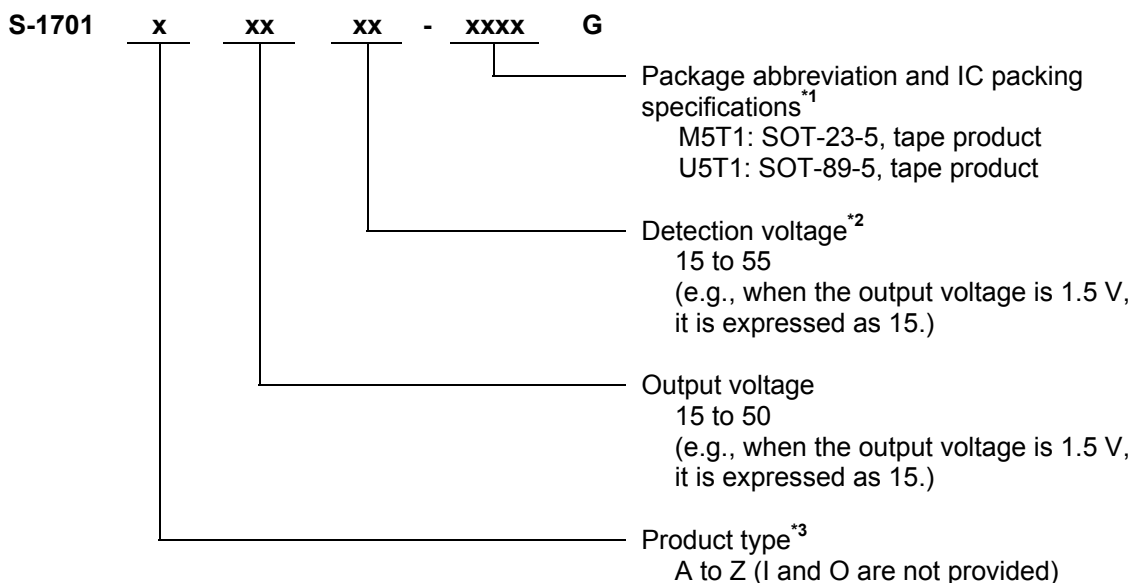 S-1701 x xx xx - xxxx G
Package abbreviation and IC packing
specifications*1
M5T1: SOT-23-5, tape product
U5T1: SOT-89-5, tape product
Detection voltage*2
15 to 55
(e.g., when the output voltage is 1.5 V,
it is expressed as 15.)
Output voltage
15 to 50
(e.g., when the output voltage is 1.5 V,
it is expressed as 15.)
Product type*3
A to Z (I and O are not provided)